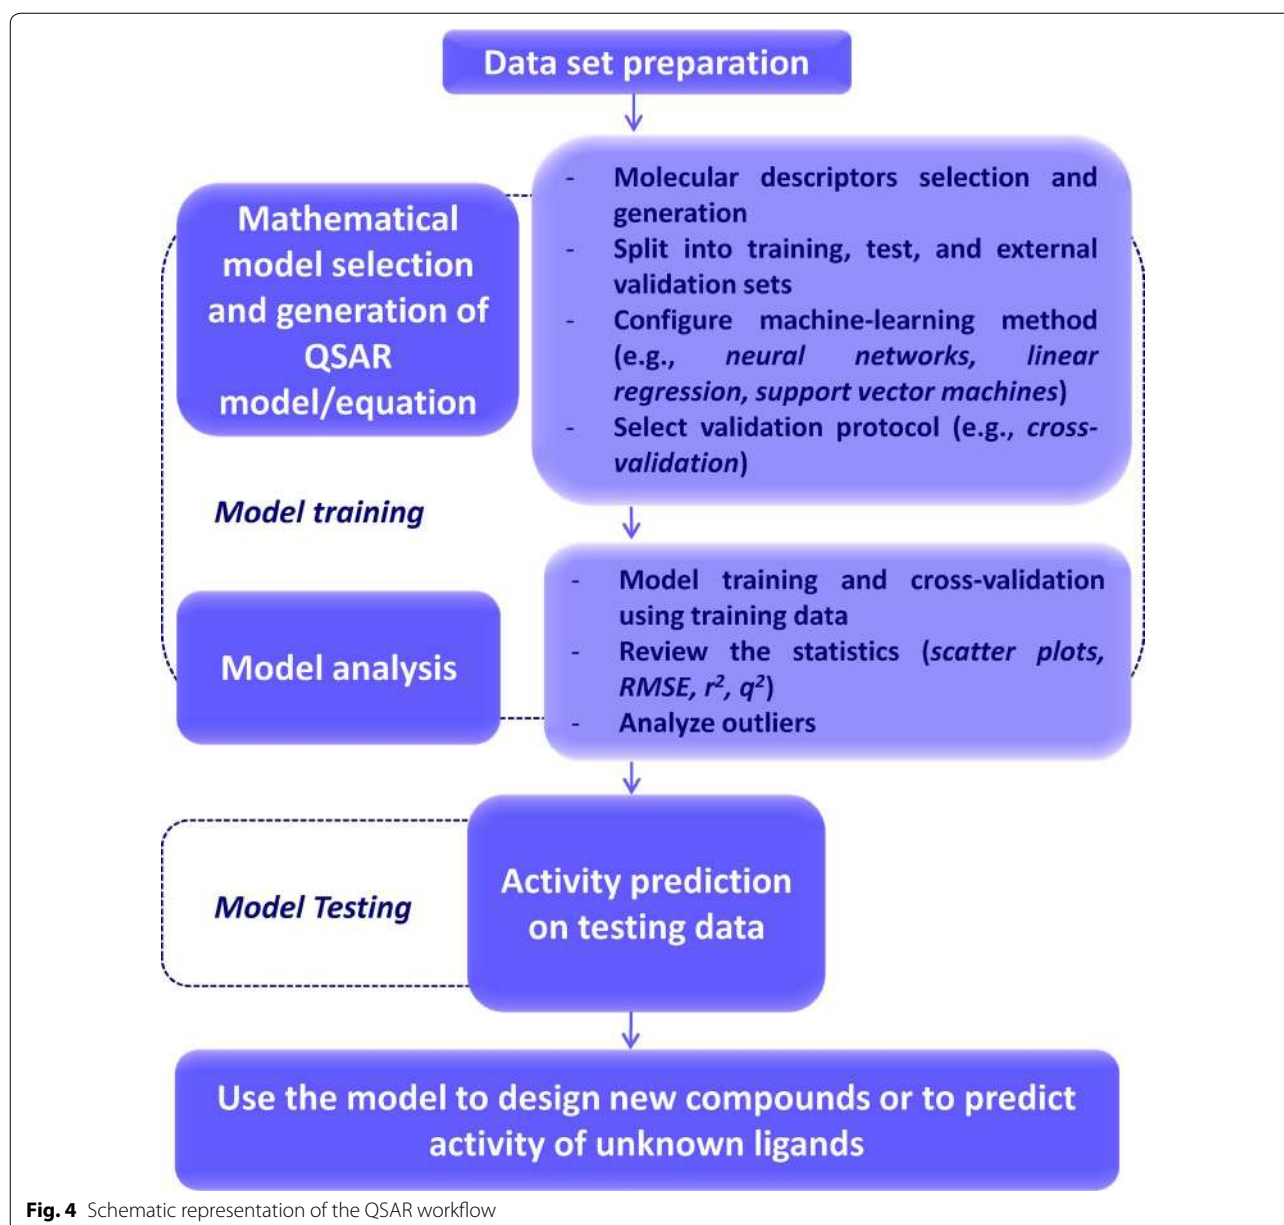 Data set preparation
Mathematical
model selection
and generation of
QSAR
model/equation
- Molecular descriptors selection and
generation
- Split into training, test, and external
validation sets
- Configure machine-learning method
(e.g., neural networks, linear
regression, support vector machines)
- Select validation protocol (e.g., cross-
validation)
Model training
Model analysis
- Model training and cross-validation
using training data
- Review the statistics (scatter plots,
RMSE, r², q²)
- Analyze outliers
Model Testing
Activity prediction
on testing data
Use the model to design new compounds or to predict
activity of unknown ligands
Fig. 4 Schematic representation of the QSAR workflow